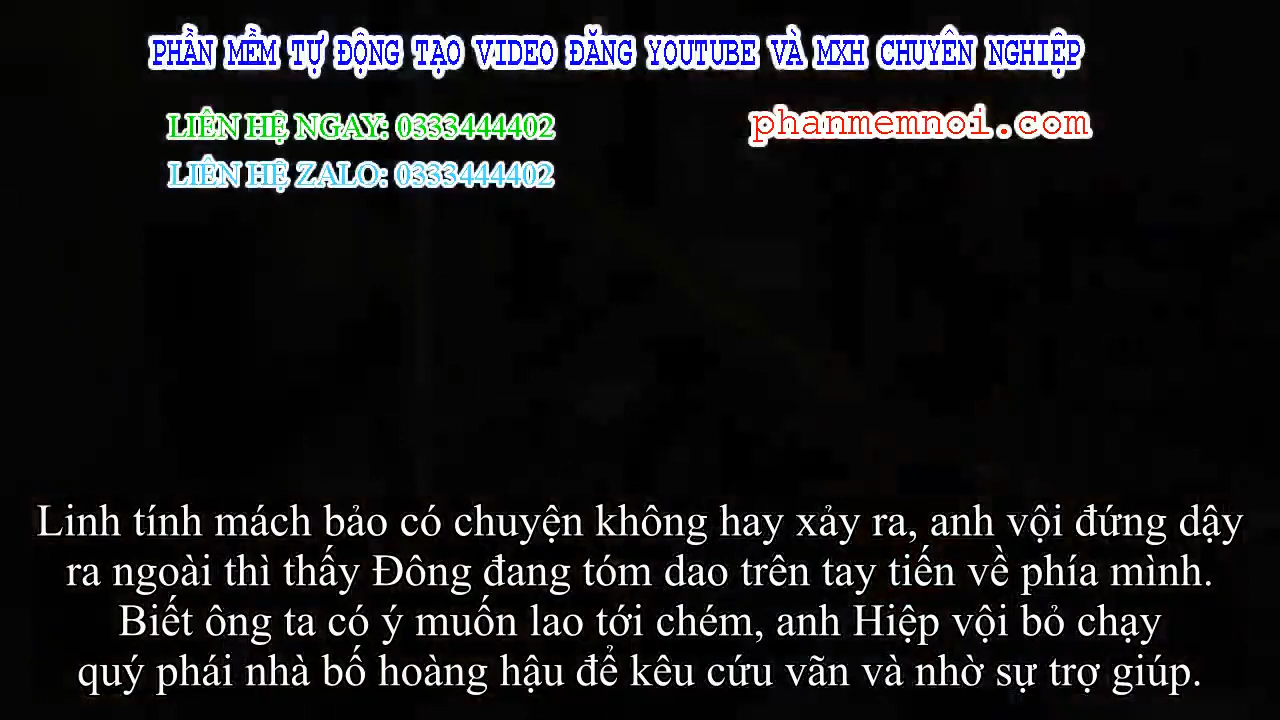 PHẦN MỀM TỰ ĐỘNG TẠO VIDEO ĐĂNG YOUTUBE VÀ MXH CHUYÊN NGHIỆP
LIÊN HỆ NGAY: 0333444402
phanmemnoi.com
LIÊN HỆ ZALO: 0333444402
Linh tính mách bảo có chuyện không hay xảy ra, anh vội đứng dậy
ra ngoài thì thấy Đông đang tóm dao trên tay tiến về phía mình.
Biết ông ta có ý muốn lao tới chém, anh Hiệp vội bỏ chạy
quý phái nhà bố hoàng hậu để kêu cứu vãn và nhờ sự trợ giúp.